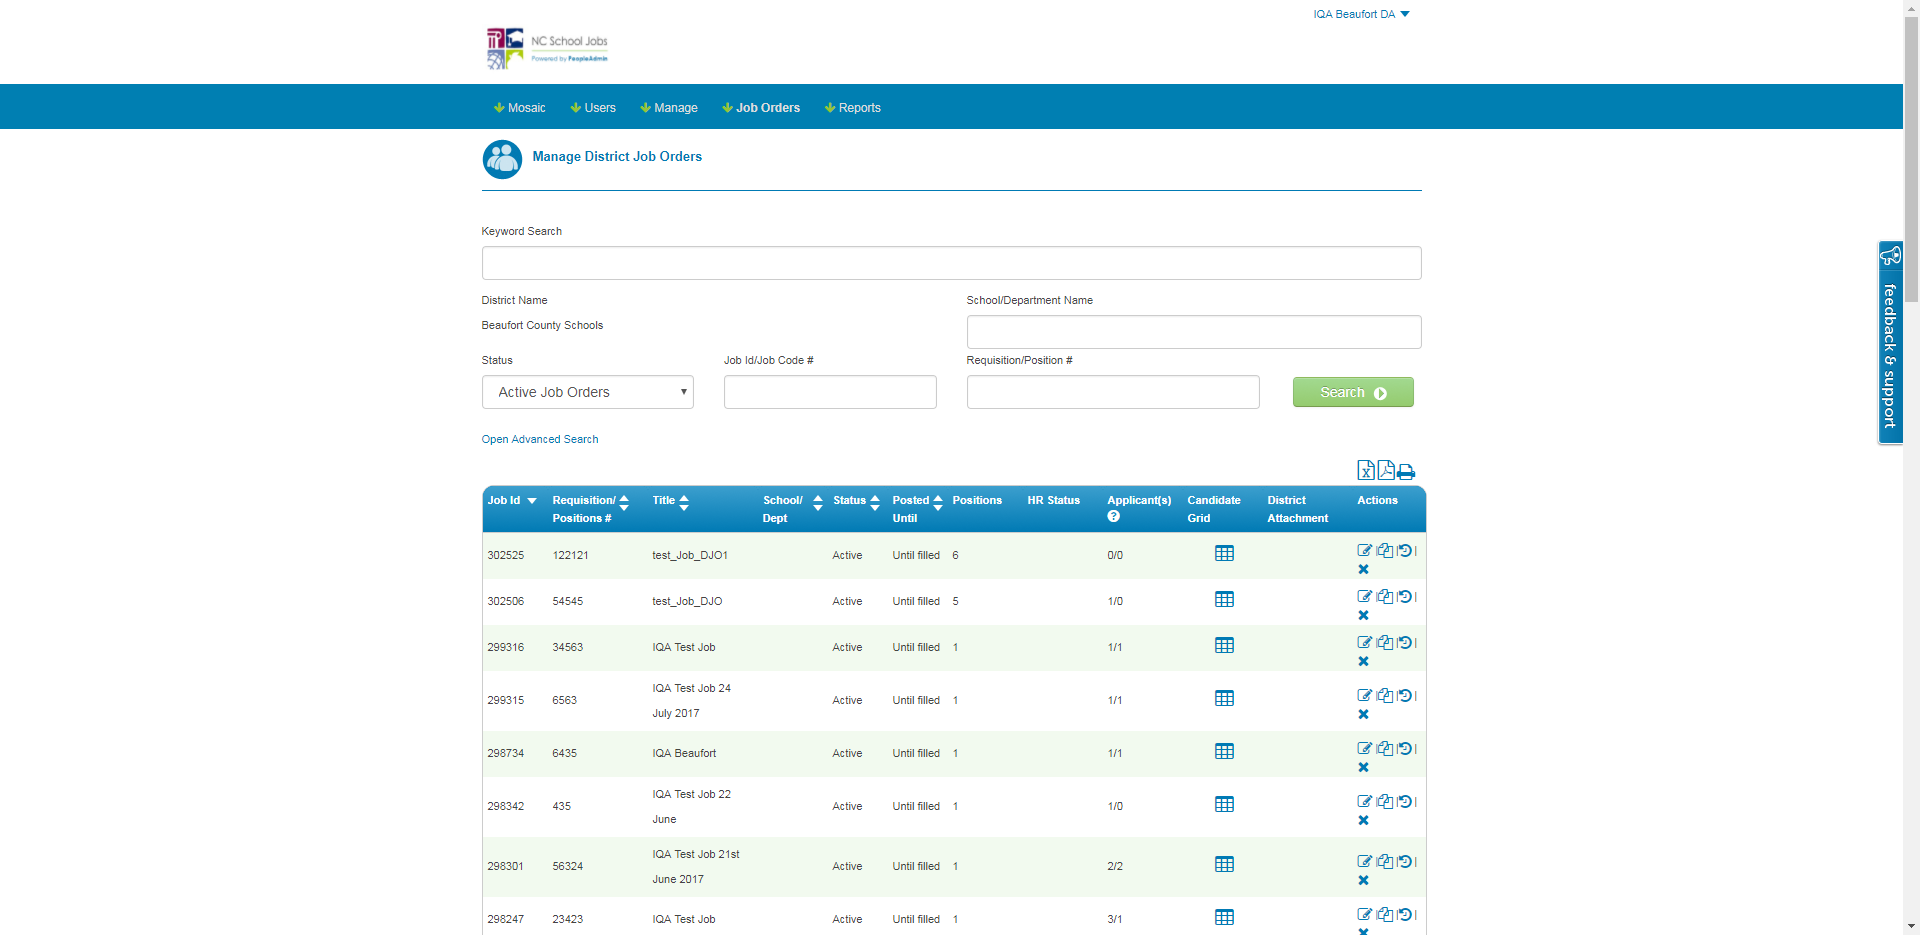 IQA Beaufort DA
NC School Jobs
Powered by PeopleAdmin
Mosaic Users Manage Job Orders Reports
Manage District Job Orders
Keyword Search
District Name School/Department Name
Beaufort County Schools
Status Job Id/Job Code # Requisition/Position #
Active Job Orders Search
Open Advanced Search
feedback & support
Job Id Requisition/ Title School/ Status Posted Positions HR Status Applicant(s) Candidate District Actions
Positions # Dept Until ? Grid Attachment
302525 122121 test_Job_DJO1 Active Until filled 6 0/0
302506 54545 test_Job_DJO Active Until filled 5 1/0
299316 34563 IQA Test Job Active Until filled 1 1/1
IQA Test Job 24
299315 6563 Active Until filled 1 1/1
July 2017
298734 6435 IQA Beaufort Active Until filled 1 1/1
IQA Test Job 22
298342 435 Active Until filled 1 1/0
June
IQA Test Job 21st
298301 56324 Active Until filled 1 2/2
June 2017
298247 23423 IQA Test Job Active Until filled 1 3/1